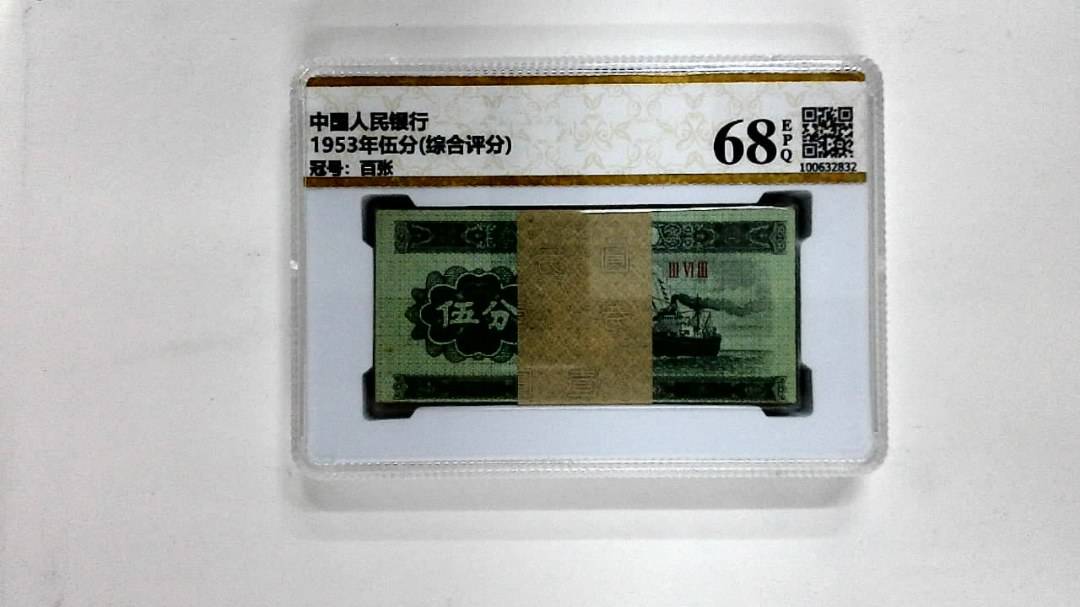 中国人民银行
1953年伍分(综合评分)
冠号：百张
68
EPQ
100632832
伍分
III VI III
圆